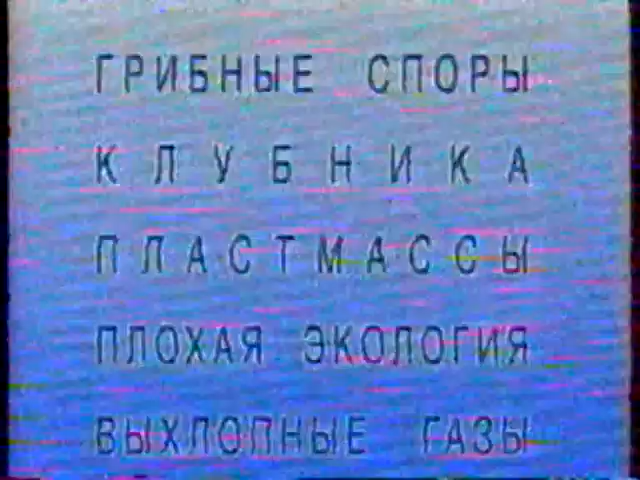 ГРИБНЫЕ СПОРЫ
КЛУБНИКА
ПЛАСТМАССЫ
ПЛОХАЯ ЭКОЛОГИЯ
ВЫХЛОПНЫЕ ГАЗЫ